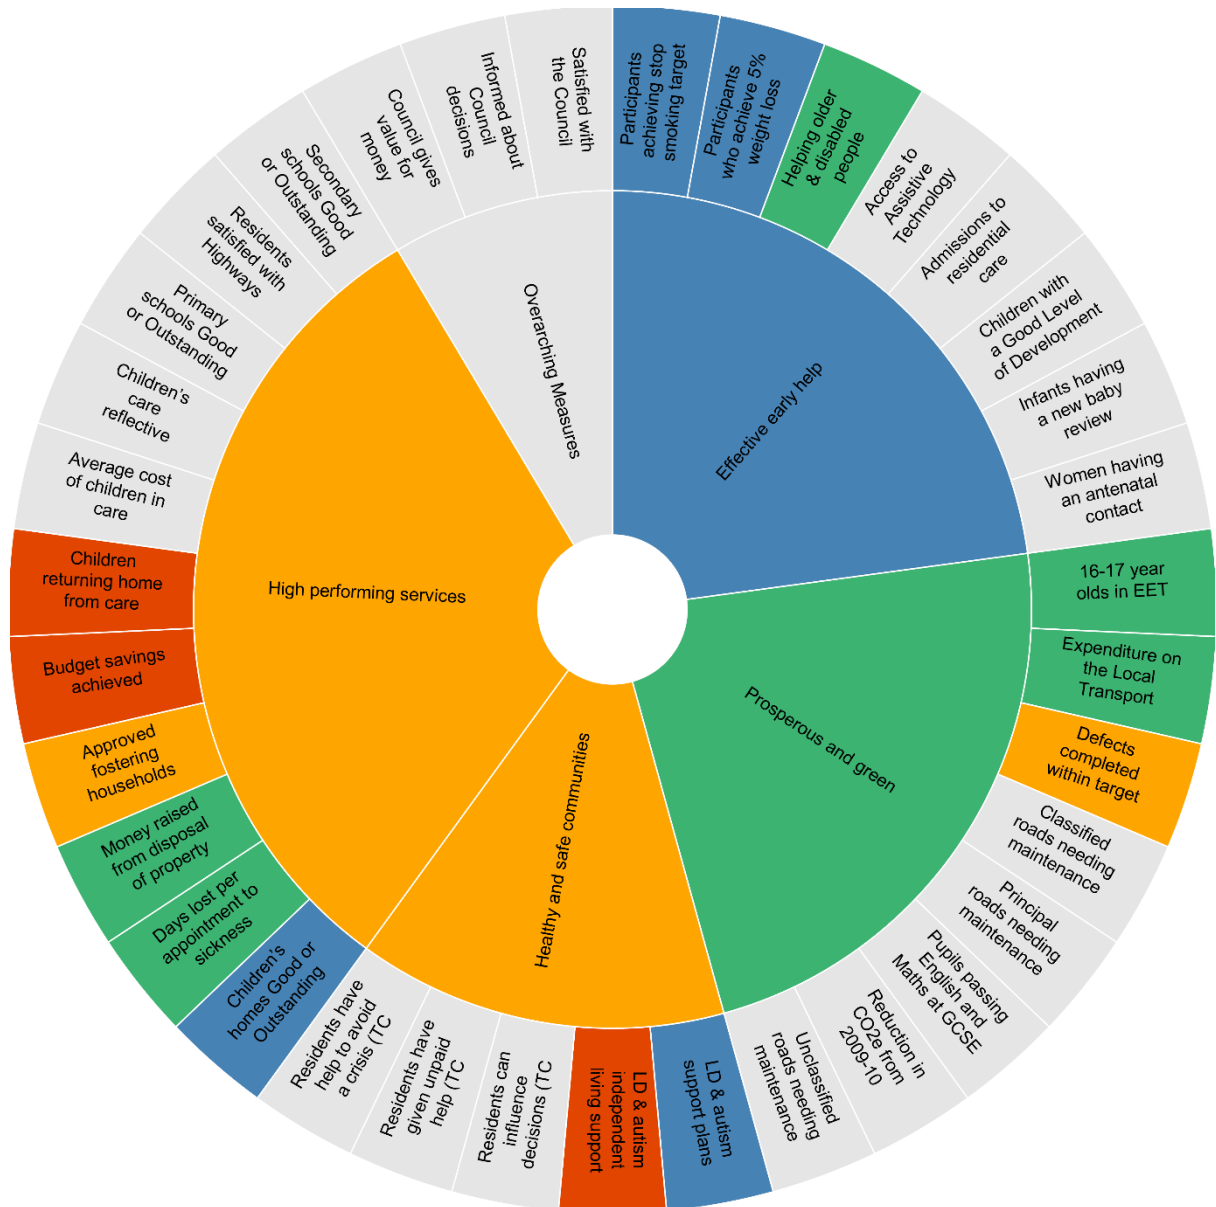 Participants
achieving stop
smoking target
Participants
who achieve 5%
weight loss
Helping older
& disabled
people
Access to
Assistive
Technology
Admissions to
residential
care
Children with
a Good Level
of Development
Infants having
a new baby
review
Women having
an antenatal
contact
16-17 year
olds in EET
Expenditure on
the Local
Transport
Defects
completed
within target
Classified
roads needing
maintenance
Principal
roads needing
maintenance
Pupils passing
English and
Maths at GCSE
Reduction in
CO2e from
2009-10
Unclassified
roads needing
maintenance
LD & autism
support plans
LD & autism
independent
living support
Residents can
influence
decisions (TC
Residents have
given unpaid
help (TC
Residents have
help to avoid
a crisis (TC
Children's
homes Good or
Outstanding
Days lost per
appointment to
sickness
Money raised
from disposal
of property
Approved
fostering
households
Budget savings
achieved
Children
returning home
from care
Average cost
of children in
care
Children's
care
reflective
Primary
schools Good
or Outstanding
Residents
satisfied with
Highways
Secondary
schools Good
or Outstanding
Council gives
value for
money
Informed about
Council
decisions
Satisfied with
the Council
Effective early help
Prosperous and green
Healthy and safe communities
High performing services
Overarching Measures